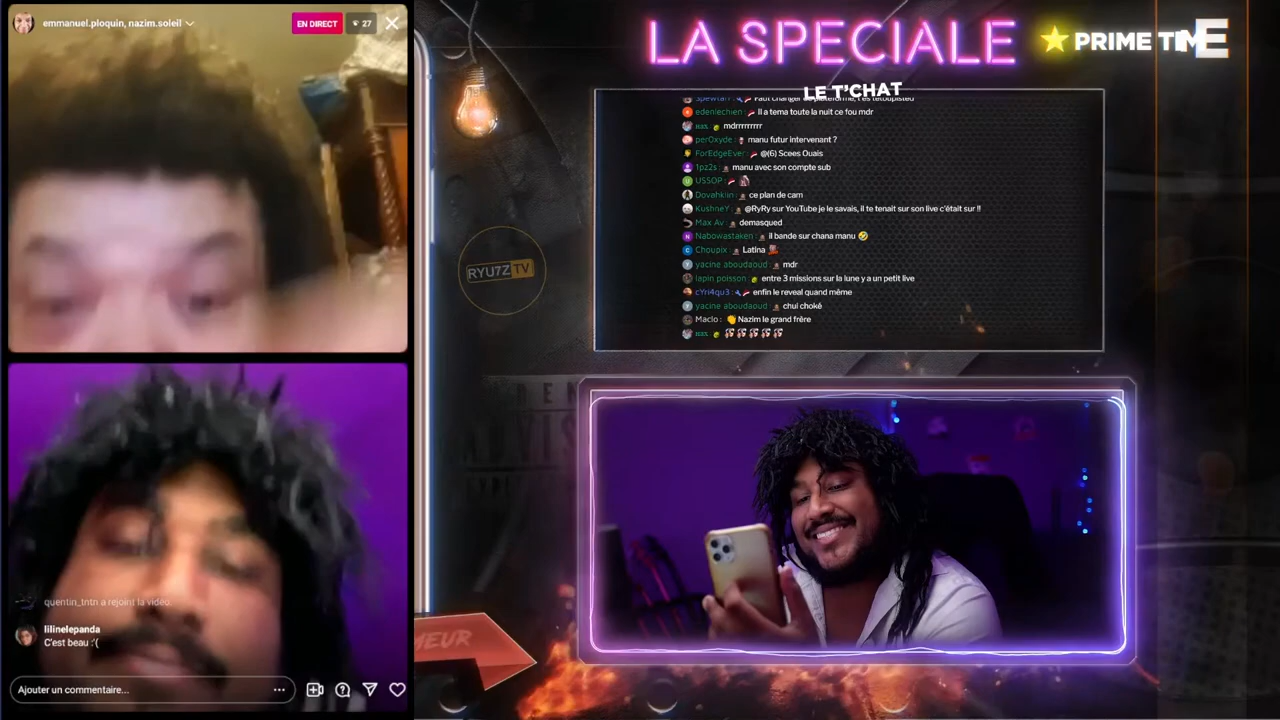 emmanuel.ploquin, nazim.soleil
EN DIRECT
27
quentin_tntn a rejoint la vidéo.
lilinelepanda
C'est beau :'(
Ajouter un commentaire...
LA SPECIALE
PRIME TIME
LE T'CHAT
edenlechien : Il a tema toute la nuit ce fou mdr
mdrrrrrrrr
per0xyde : manu futur intervenant ?
ForEdgeEver : @(6) Scees Ouais
1pz2s : manu avec son compte sub
USSOP :
Dovahkiin : ce plan de cam
KushneY : @RyRy sur YouTube je le savais, il te tenait sur son live c'était sur !!
Max Av : demasqued
Nabowastaken : il bande sur chana manu 🤣
Choupix : Latina
yacine aboudaoud : mdr
lapin poisson : entre 3 missions sur la lune y a un petit live
cYri4qu3 : enfin le reveal quand même
yacine aboudaoud : chui choké
Maclo : 👏 Nazim le grand frère
RYU7Z TV
MEUR